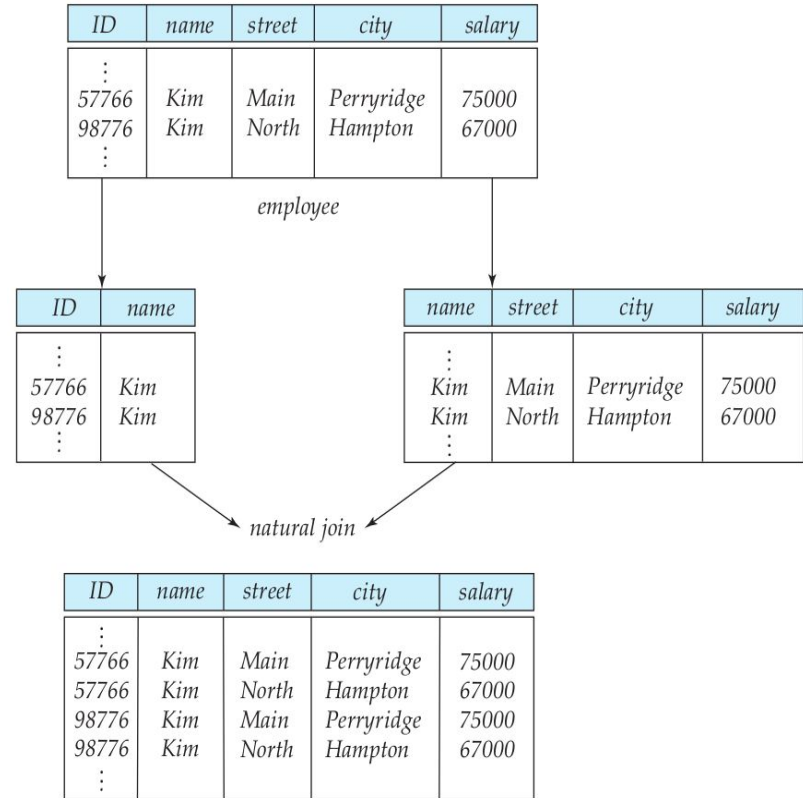 ID name street city salary
⋮
57766 Kim Main Perryridge 75000
98776 Kim North Hampton 67000
⋮
employee
ID name
⋮
57766 Kim
98776 Kim
⋮
name street city salary
⋮
Kim Main Perryridge 75000
Kim North Hampton 67000
⋮
natural join
ID name street city salary
⋮
57766 Kim Main Perryridge 75000
57766 Kim North Hampton 67000
98776 Kim Main Perryridge 75000
98776 Kim North Hampton 67000
⋮